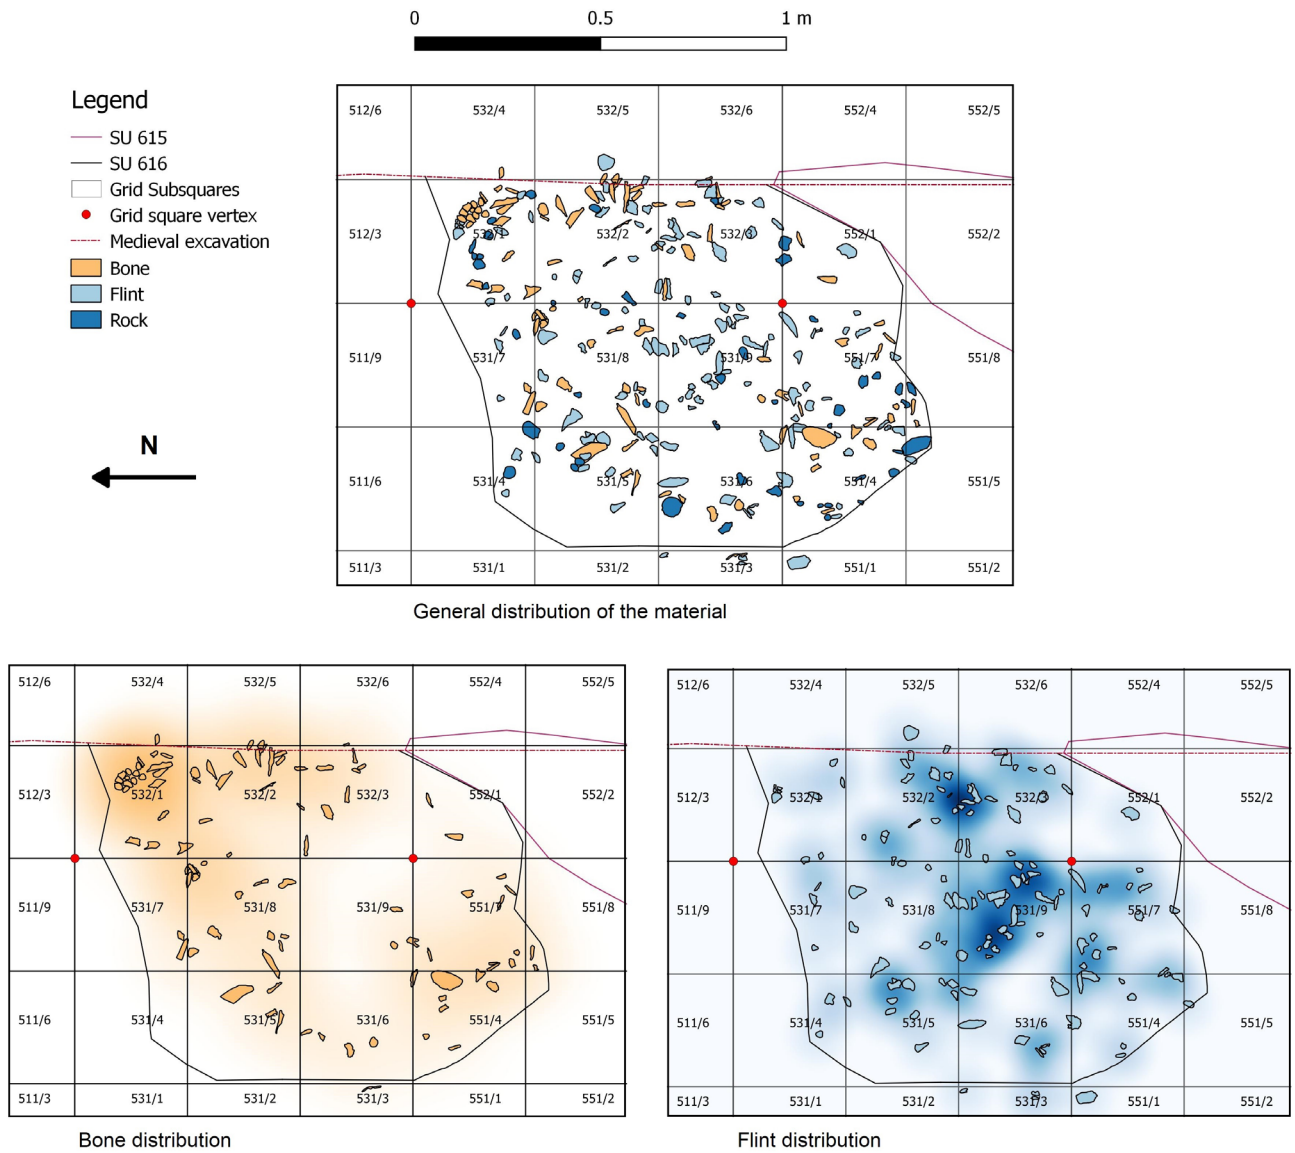 0 0.5 1 m
Legend
SU 615
SU 616
Grid Subsquares
Grid square vertex
Medieval excavation
Bone
Flint
Rock
N
512/6 532/4 532/5 532/6 552/4 552/5
512/3 532/1 532/2 532/3 552/1 552/2
511/9 531/7 531/8 531/9 551/7 551/8
511/6 531/4 531/5 531/6 551/4 551/5
511/3 531/1 531/2 531/3 551/1 551/2
General distribution of the material
512/6 532/4 532/5 532/6 552/4 552/5
512/3 532/1 532/2 532/3 552/1 552/2
511/9 531/7 531/8 531/9 551/7 551/8
511/6 531/4 531/5 531/6 551/4 551/5
511/3 531/1 531/2 531/3 551/1 551/2
Bone distribution
512/6 532/4 532/5 532/6 552/4 552/5
512/3 532/1 532/2 532/3 552/1 552/2
511/9 531/7 531/8 531/9 551/7 551/8
511/6 531/4 531/5 531/6 551/4 551/5
511/3 531/1 531/2 531/3 551/1 551/2
Flint distribution